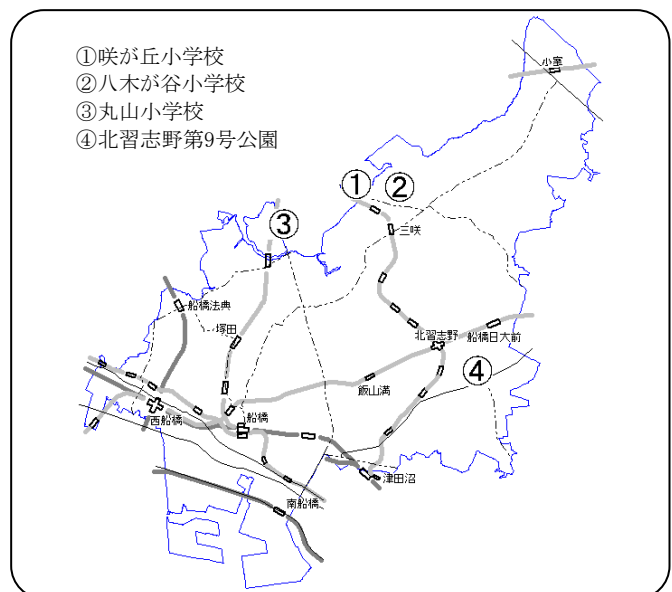 ①咲が丘小学校
②八木が谷小学校
③丸山小学校
④北習志野第9号公園
小室
①
②
③
三咲
船橋法典
塚田
北習志野
船橋日大前
④
飯山満
西船橋
船橋
津田沼
南船橋